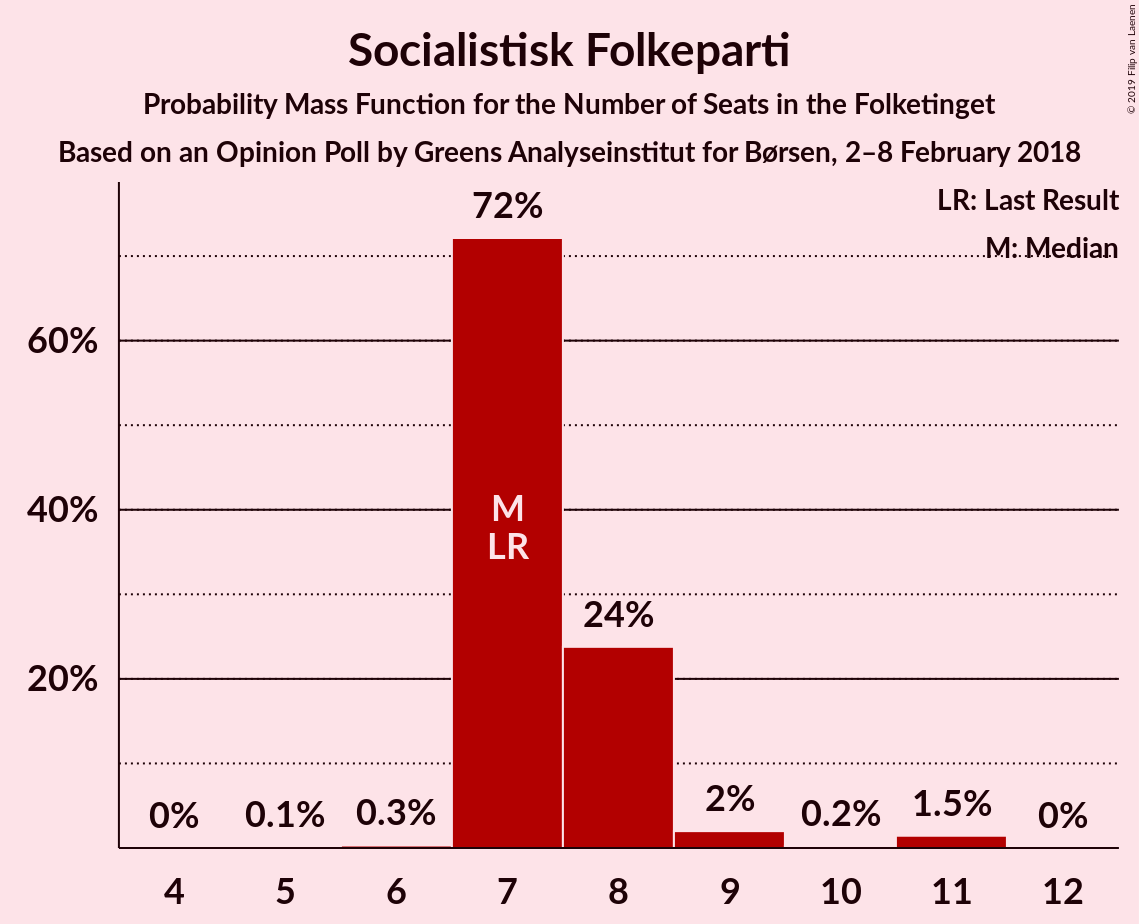 Socialistisk Folkeparti
Probability Mass Function for the Number of Seats in the Folketinget
Based on an Opinion Poll by Greens Analyseinstitut for Børsen, 2–8 February 2018
© 2019 Filip van Laenen
LR: Last Result
M: Median
72%
60%
40%
20%
M
LR
24%
0%
0.1%
0.3%
2%
0.2%
1.5%
0%
4 5 6 7 8 9 10 11 12